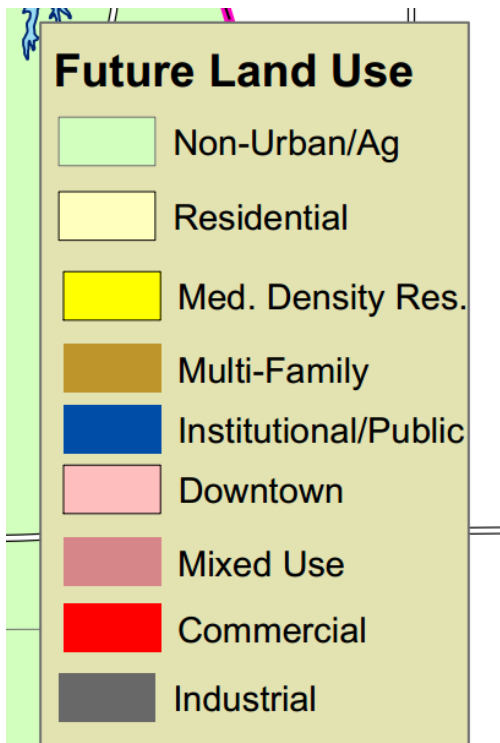 Future Land Use
Non-Urban/Ag
Residential
Med. Density Res.
Multi-Family
Institutional/Public
Downtown
Mixed Use
Commercial
Industrial